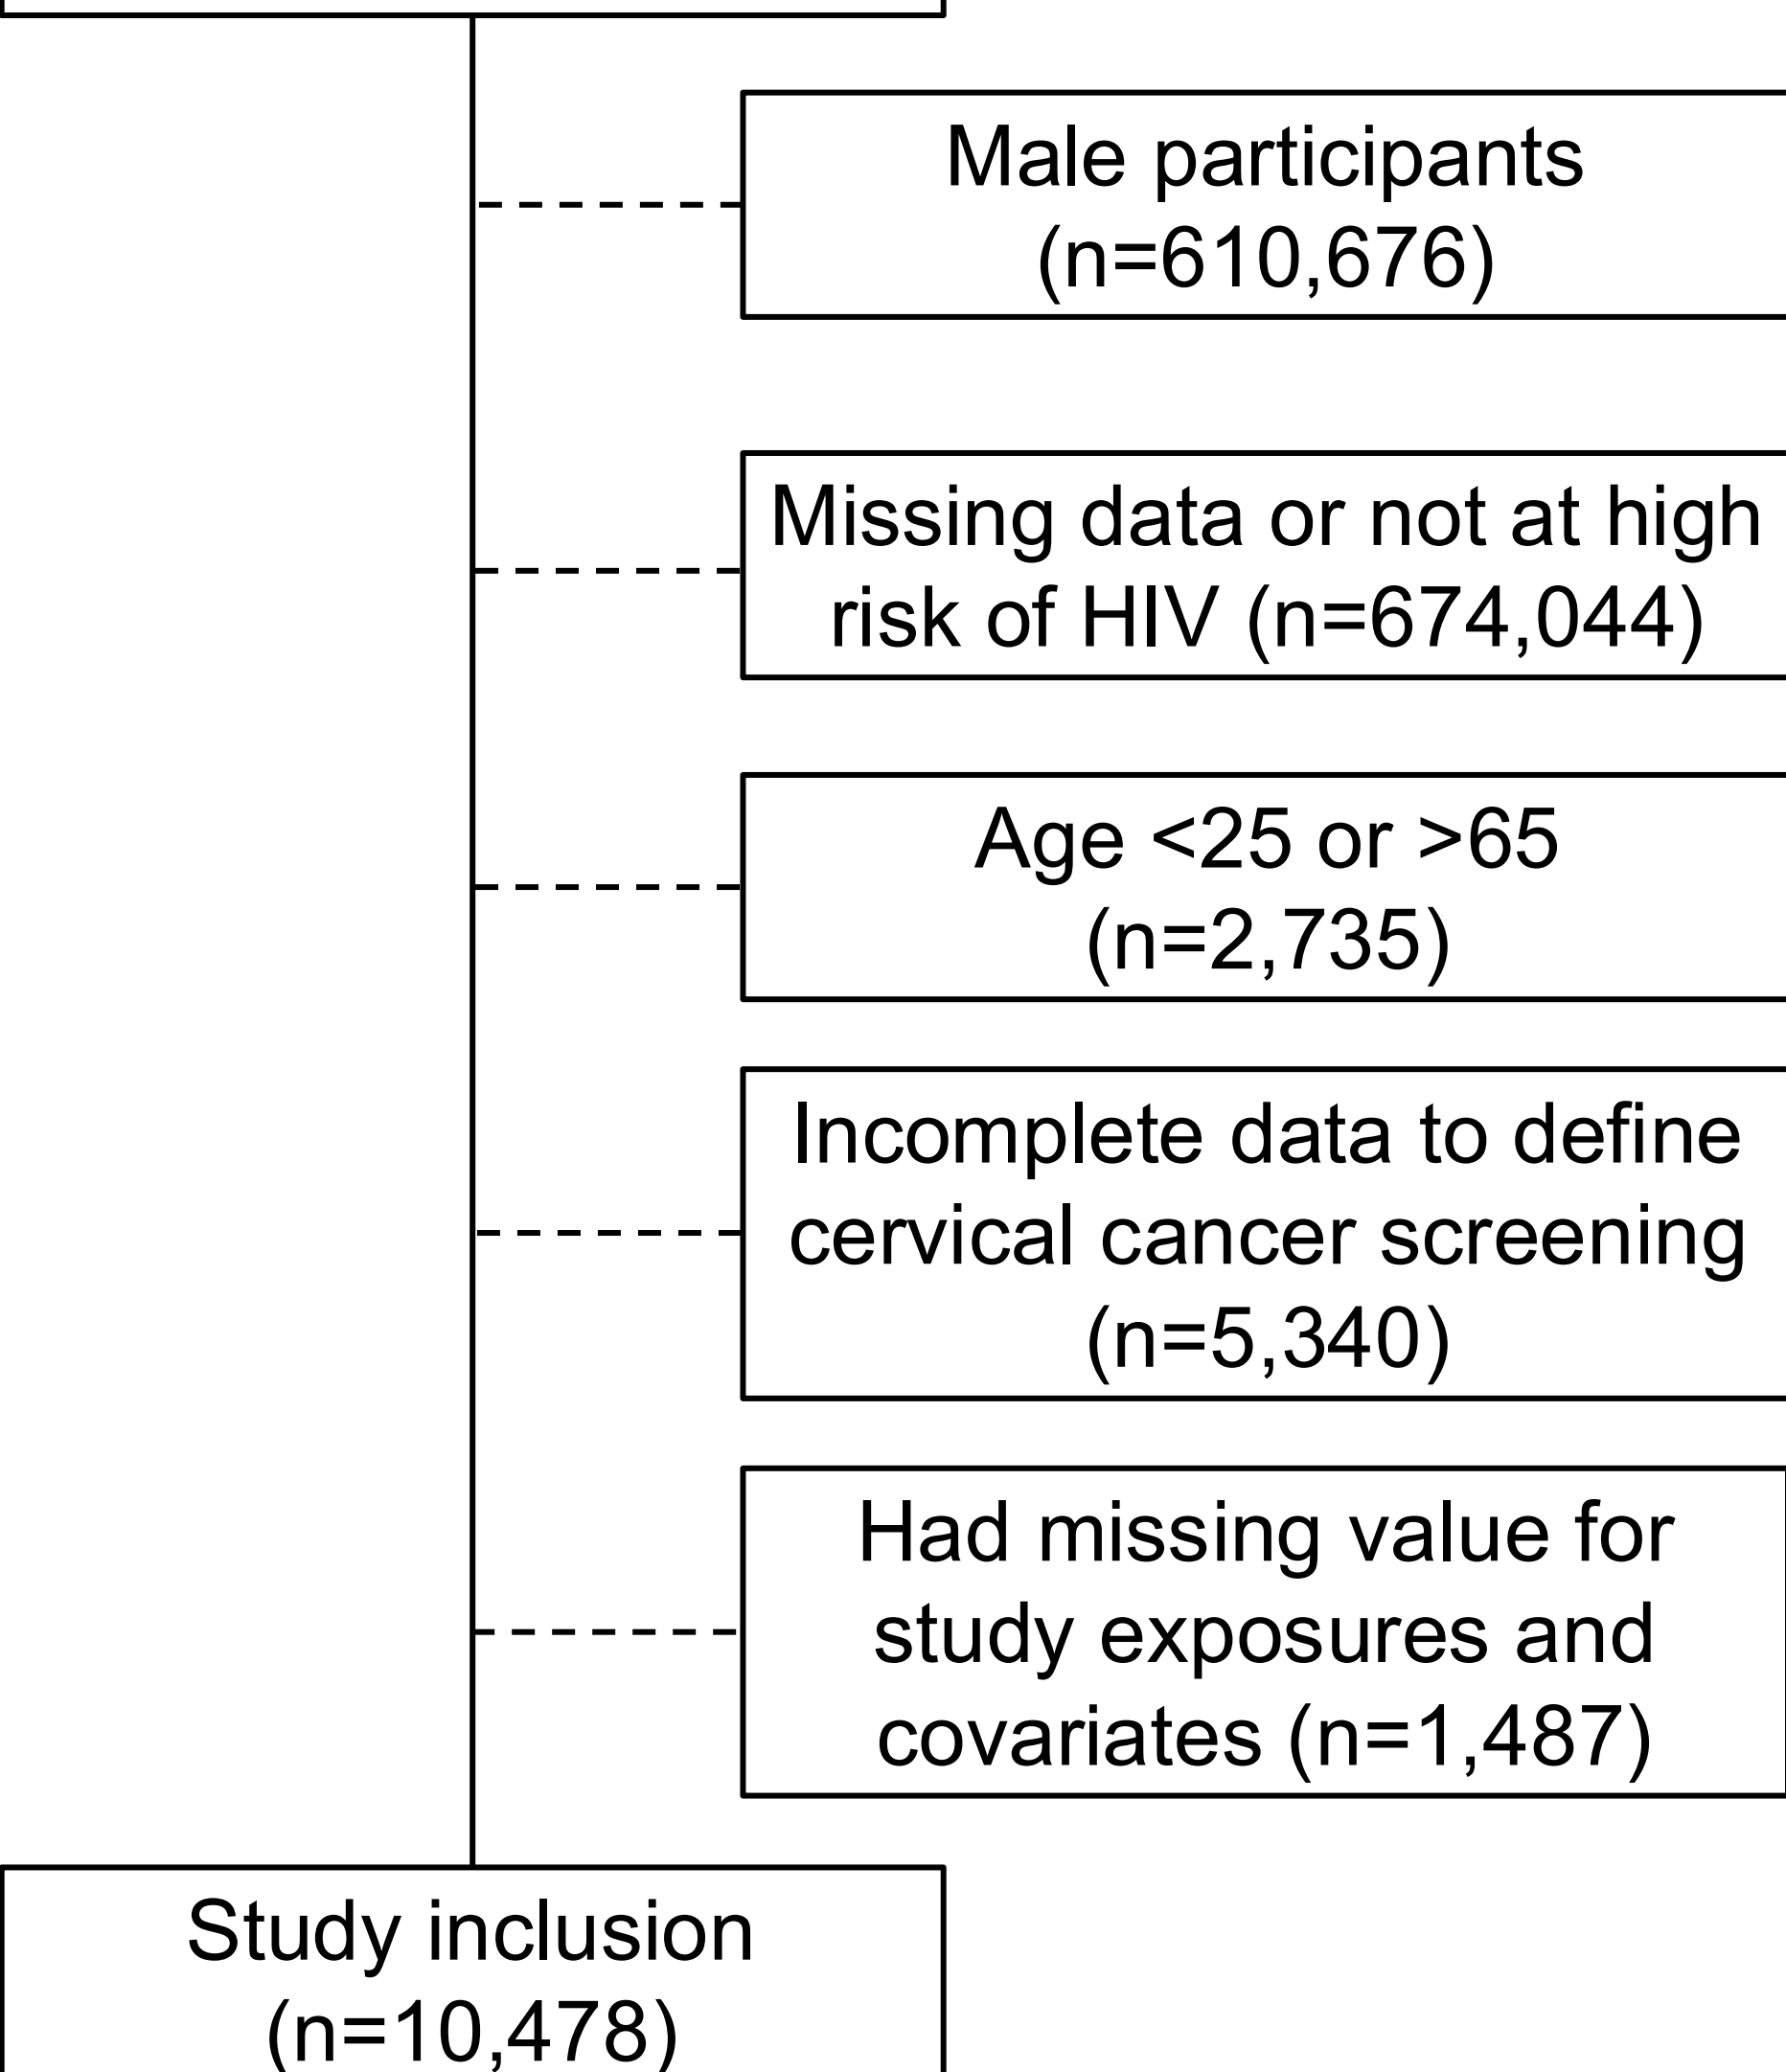 Male participants
(n=610,676)
Missing data or not at high
risk of HIV (n=674,044)
Age <25 or >65
(n=2,735)
Incomplete data to define
cervical cancer screening
(n=5,340)
Had missing value for
study exposures and
covariates (n=1,487)
Study inclusion
(n=10,478)